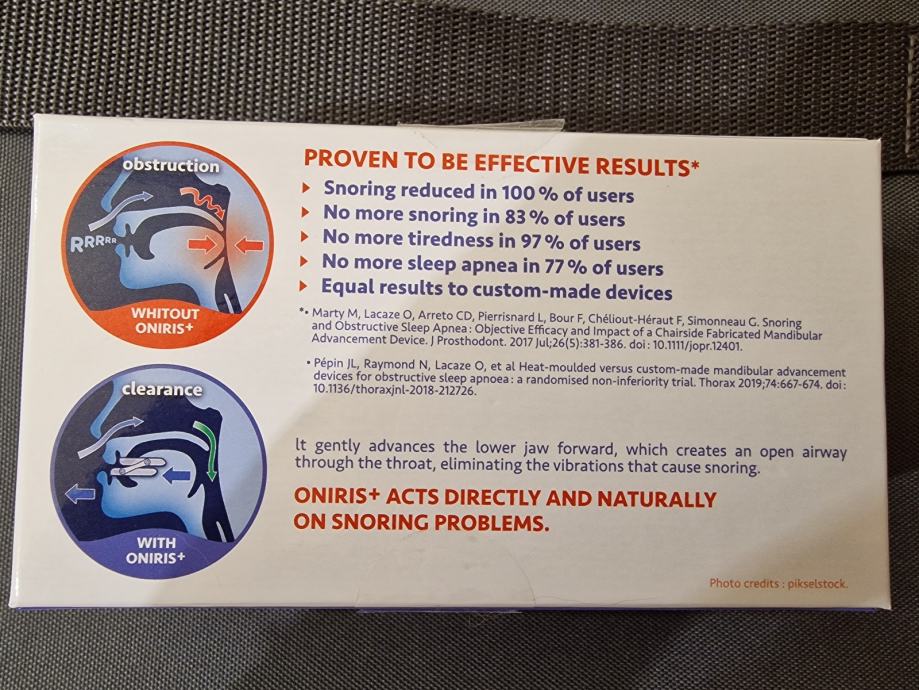 obstruction
RRRRR
WHITOUT
ONIRIS+
clearance
WITH
ONIRIS+
PROVEN TO BE EFFECTIVE RESULTS*
Snoring reduced in 100 % of users
No more snoring in 83 % of users
No more tiredness in 97 % of users
No more sleep apnea in 77 % of users
Equal results to custom-made devices
*• Marty M, Lacaze O, Arreto CD, Pierrisnard L, Bour F, Chéliout-Héraut F, Simonneau G. Snoring
and Obstructive Sleep Apnea : Objective Efficacy and Impact of a Chairside Fabricated Mandibular
Advancement Device. J Prosthodont. 2017 Jul;26(5):381-386. doi : 10.1111/jopr.12401.
• Pépin JL, Raymond N, Lacaze O, et al Heat-moulded versus custom-made mandibular advancement
devices for obstructive sleep apnoea : a randomised non-inferiority trial. Thorax 2019;74:667-674. doi :
10.1136/thoraxjnl-2018-212726.
It gently advances the lower jaw forward, which creates an open airway
through the throat, eliminating the vibrations that cause snoring.
ONIRIS+ ACTS DIRECTLY AND NATURALLY
ON SNORING PROBLEMS.
Photo credits : pikselstock.